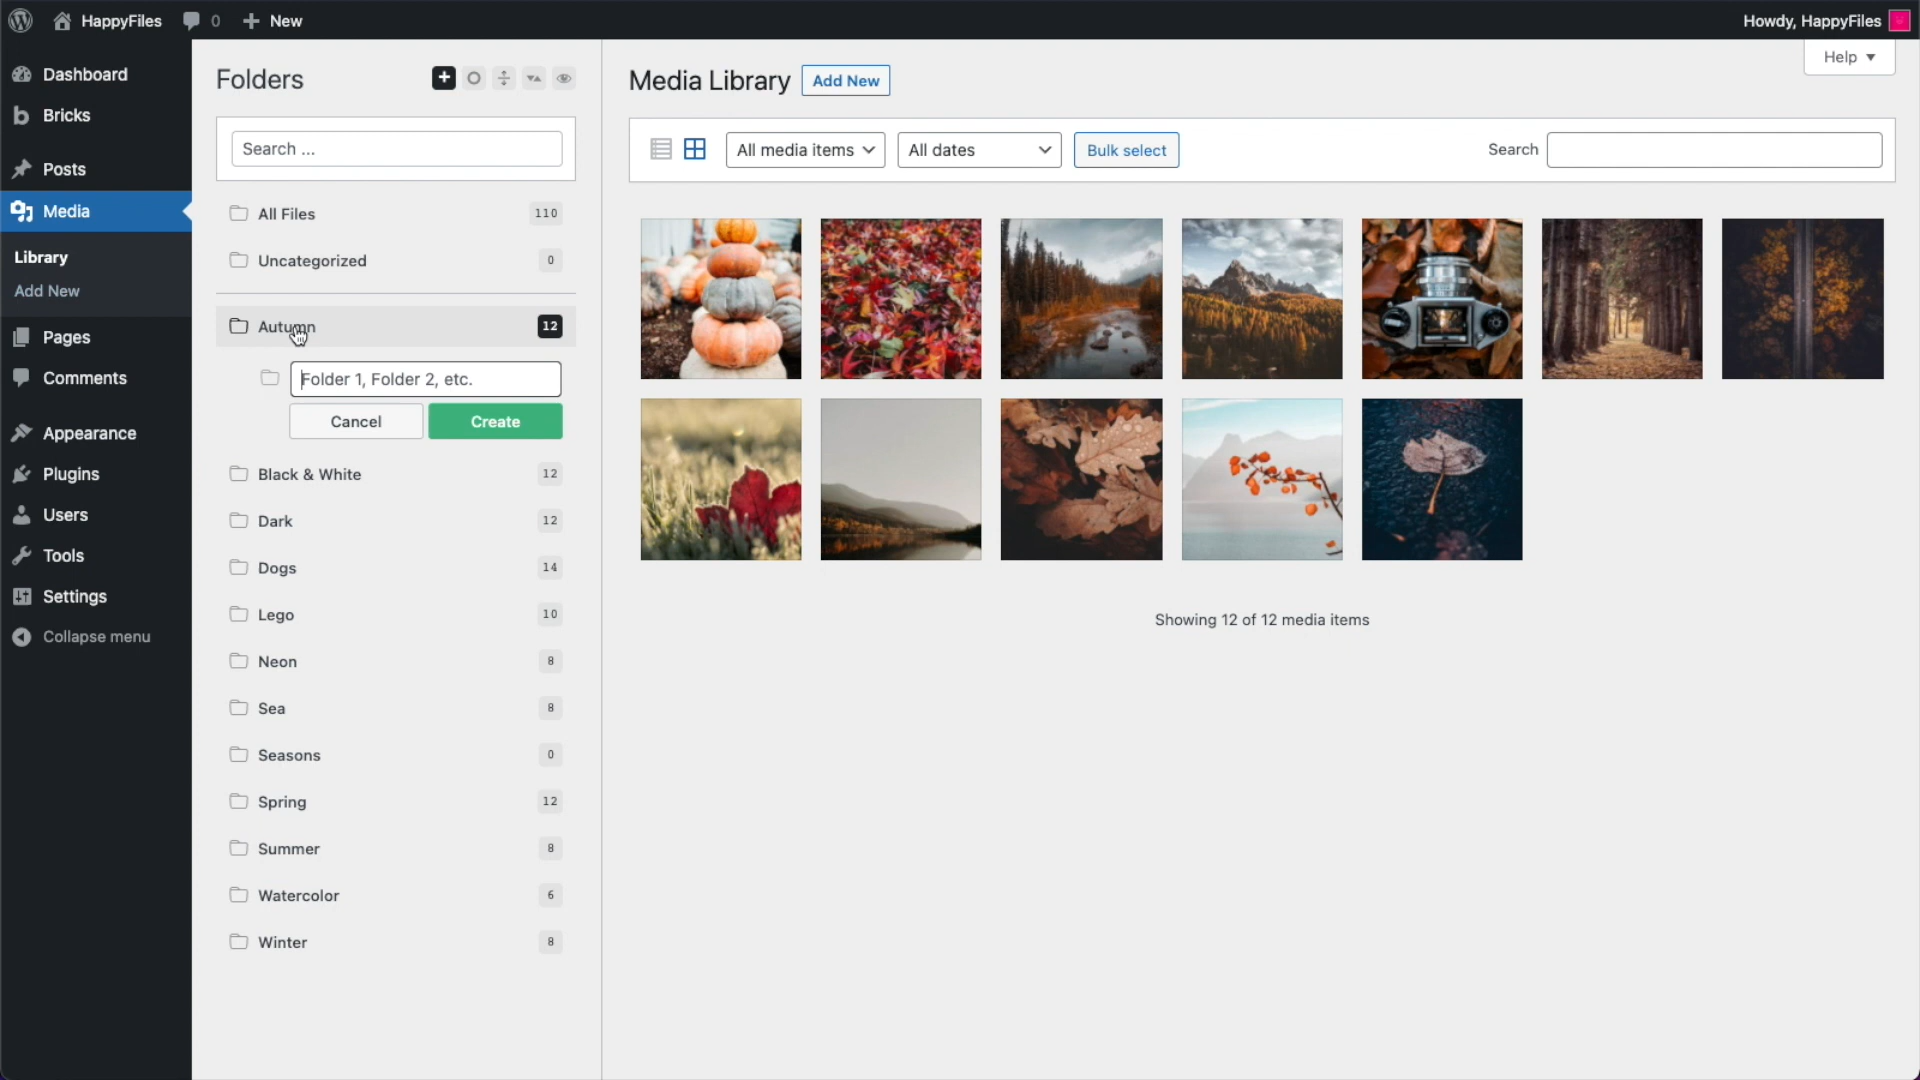 HappyFiles 0 New Howdy, HappyFiles
Help ▼
Dashboard
Bricks
Posts
Media
Library
Add New
Pages
Comments
Appearance
Plugins
Users
Tools
Settings
Collapse menu
Folders
Search ...
All Files 110
Uncategorized 0
Autumn 12
Folder 1, Folder 2, etc.
Cancel Create
Black & White 12
Dark 12
Dogs 14
Lego 10
Neon 8
Sea 8
Seasons 0
Spring 12
Summer 8
Watercolor 6
Winter 8
Media Library Add New
All media items All dates Bulk select Search
Showing 12 of 12 media items